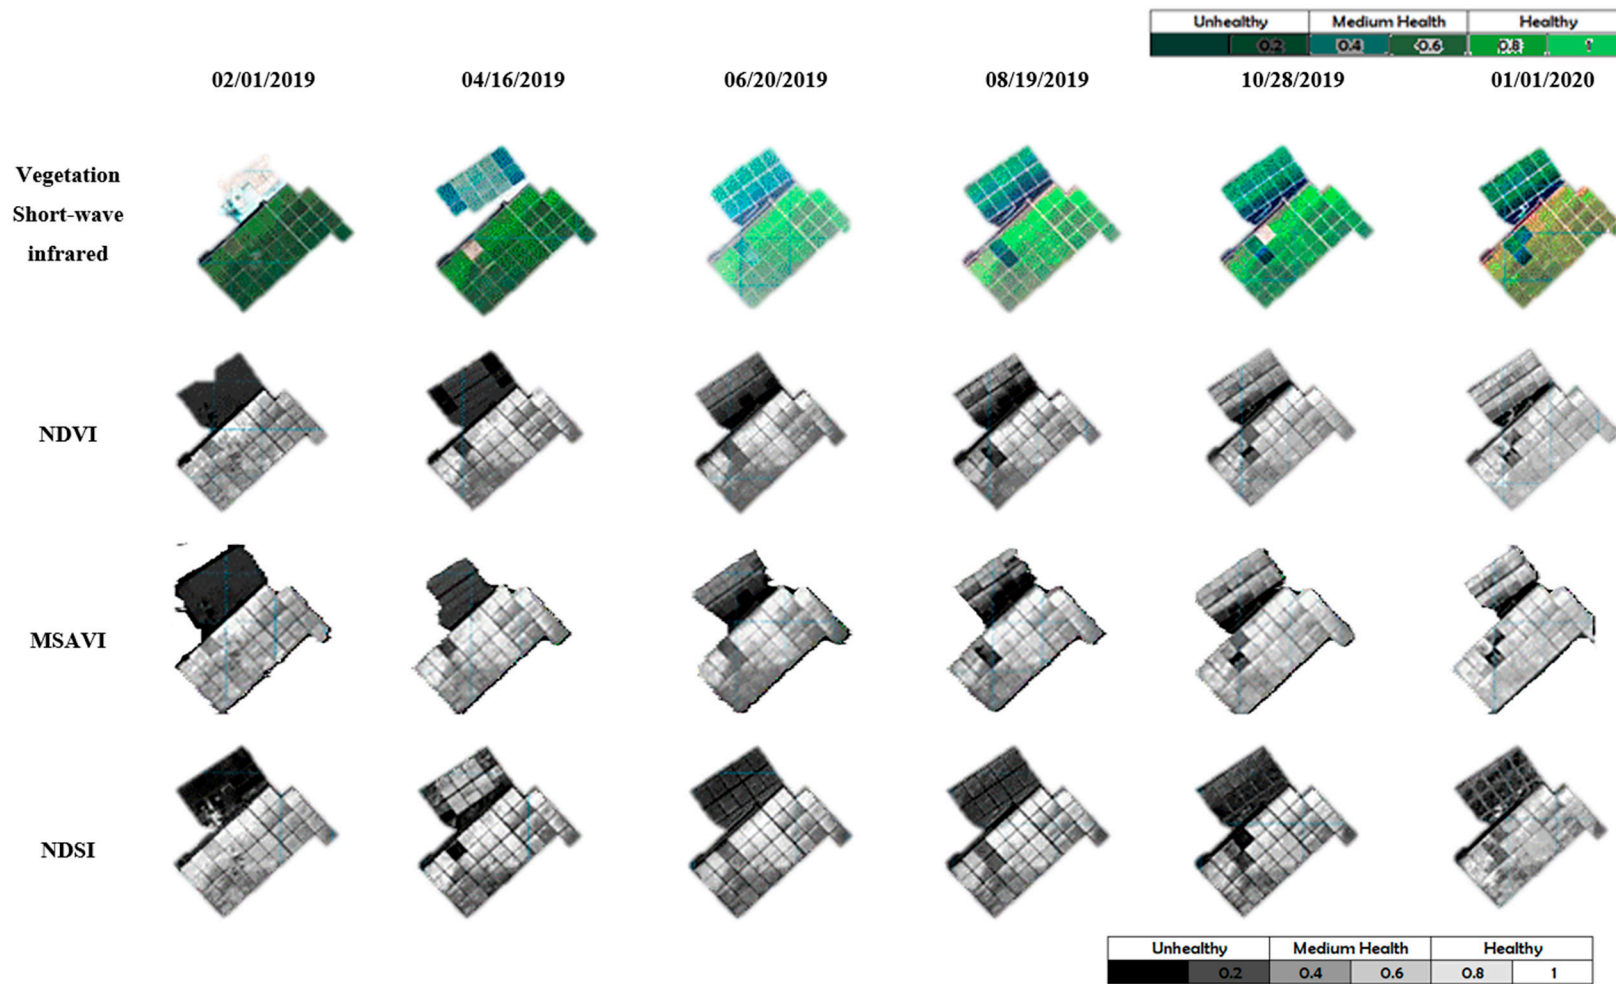 Unhealthy Medium Health Healthy
0.2 0.4 0.6 0.8 1
02/01/2019 04/16/2019 06/20/2019 08/19/2019 10/28/2019 01/01/2020
Vegetation
Short-wave
infrared
NDVI
MSAVI
NDSI
Unhealthy Medium Health Healthy
0.2 0.4 0.6 0.8 1